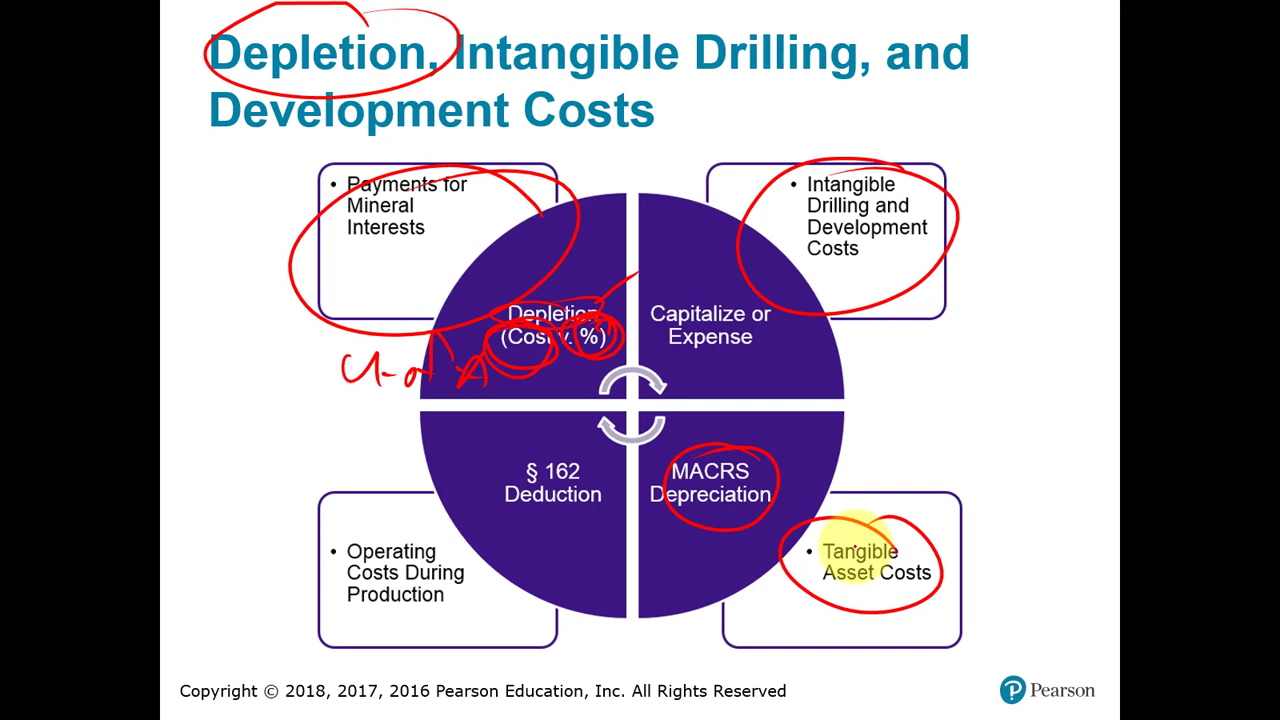 Depletion, Intangible Drilling, and
Development Costs
• Payments for
Mineral
Interests
• Intangible
Drilling and
Development
Costs
Depletion
(Cost v. %)
Capitalize or
Expense
§ 162
Deduction
MACRS
Depreciation
• Operating
Costs During
Production
• Tangible
Asset Costs
Copyright © 2018, 2017, 2016 Pearson Education, Inc. All Rights Reserved
Pearson